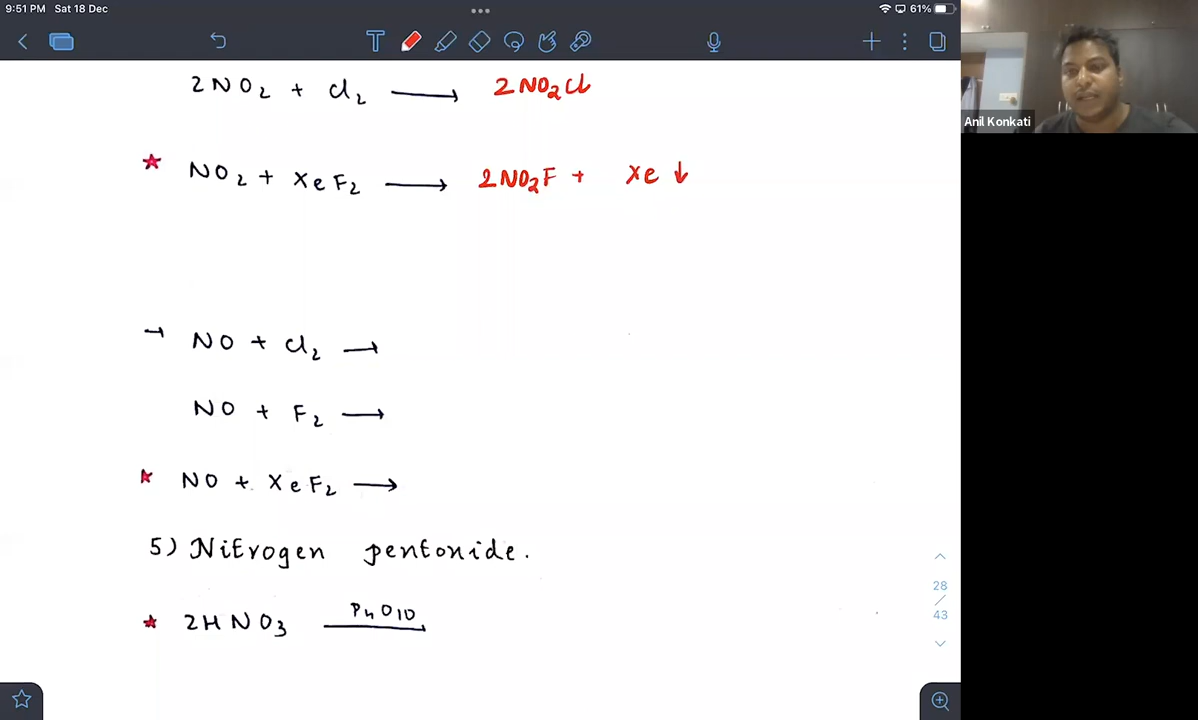 9:51 PM Sat 18 Dec
61%
2NO₂ + Cl₂ ⟶ 2NO₂Cl
Anil Konkati
★ NO₂ + XeF₂ ⟶ 2NO₂F + Xe ↓
→ NO + Cl₂ ⟶
NO + F₂ ⟶
★ NO + XeF₂ ⟶
5) Nitrogen pentoxide.
P₄O₁₀
★ 2HNO₃
28
/
43